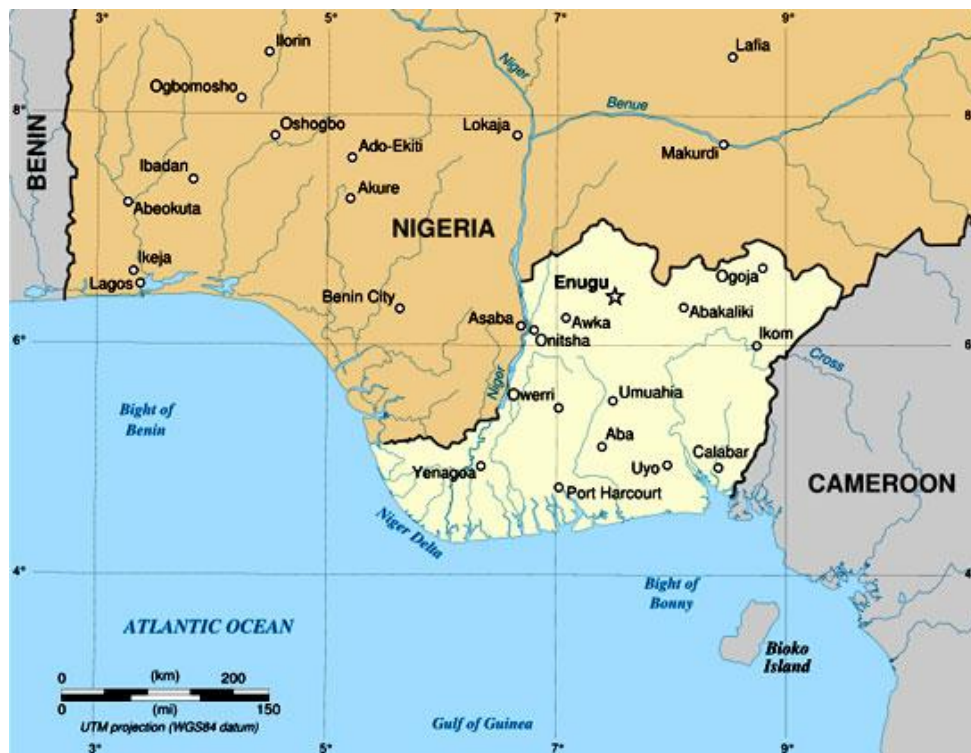 3°
5°
7°
9°
Ilorin
Lafia
Niger
Ogbomosho
Benue
8°
8°
Oshogbo
Lokaja
BENIN
Ado-Ekiti
Makurdi
Ibadan
Akure
Abeokuta
NIGERIA
Ikeja
Ogoja
Enugu
Lagos
Benin City
Abakaliki
Asaba
Awka
Ikom
Onitsha
6°
6°
Cross
Niger
Owerri
Umuahia
Bight of
Benin
Aba
Calabar
Yenagoa
Uyo
CAMEROON
Port Harcourt
Niger Delta
4°
4°
Bight of
Bonny
ATLANTIC OCEAN
Bioko
Island
0 (km) 200
0 (mi) 150
UTM projection (WGS84 datum)
Gulf of Guinea
3°
5°
7°
9°